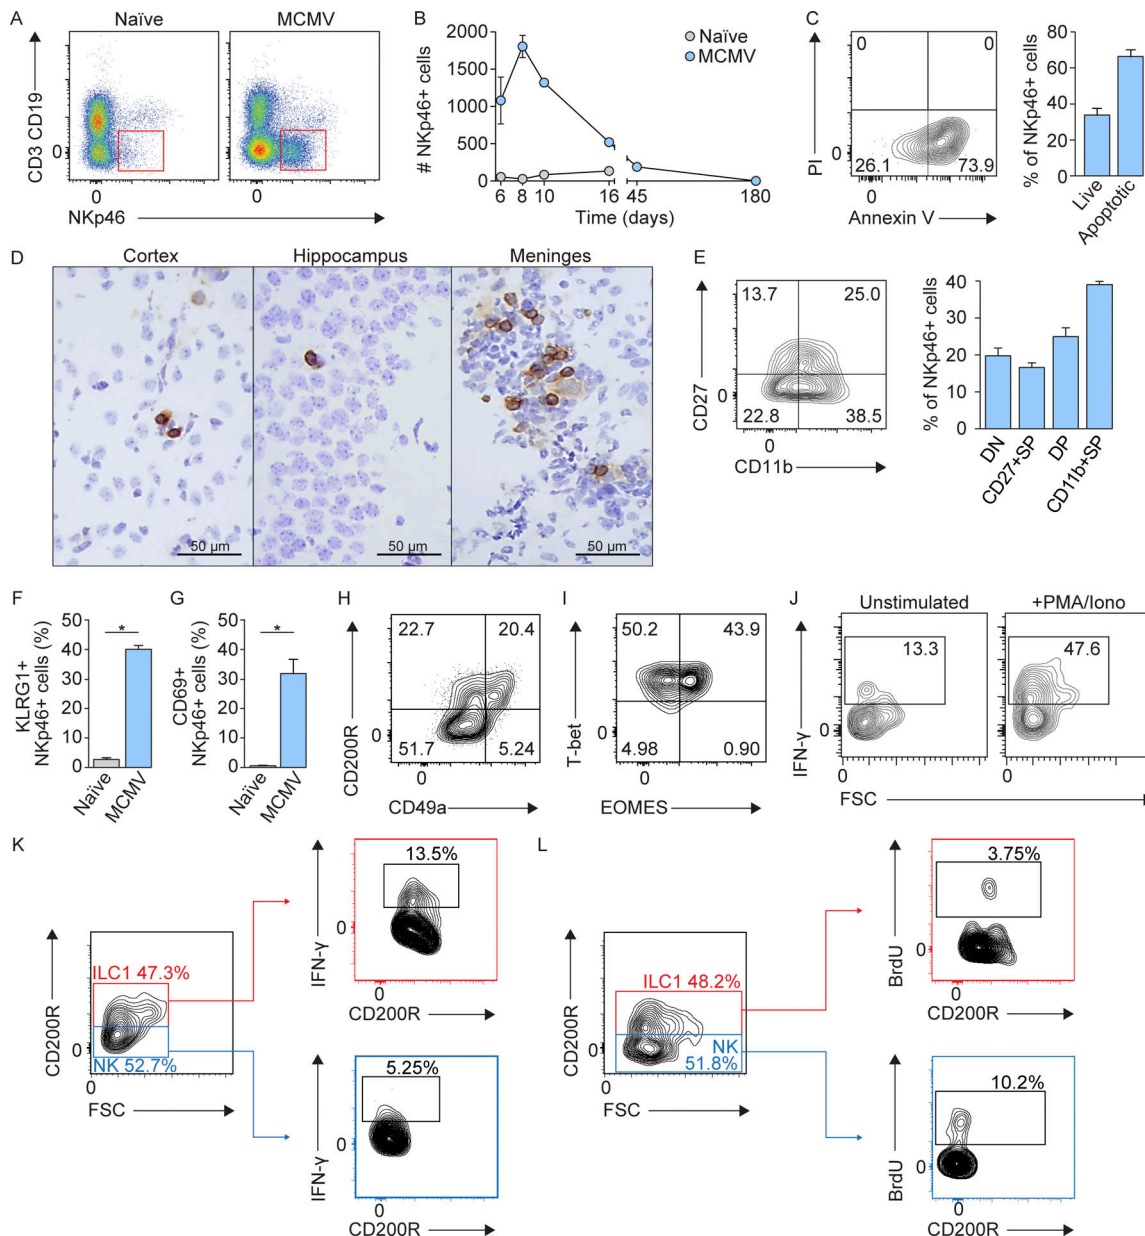 A
Naïve
MCMV
CD3 CD19
0
0
0
NKp46
B
# NKp46+ cells
2000
1500
1000
500
0
6
8
10
16
45
180
Time (days)
Naïve
MCMV
C
PI
0
0
0
26.1
73.9
0
Annexin V
% of NKp46+ cells
80
60
40
20
0
Live
Apoptotic
D
Cortex
Hippocampus
Meninges
50 µm
50 µm
50 µm
E
CD27
13.7
25.0
0
22.8
38.5
0
CD11b
% of NKp46+ cells
40
30
20
10
0
DN
CD27+SP
DP
CD11b+SP
F
KLRG1+
NKp46+ cells (%)
50
40
30
20
10
0
*
Naïve
MCMV
G
CD69+
NKp46+ cells (%)
50
40
30
20
10
0
*
Naïve
MCMV
H
CD200R
22.7
20.4
0
51.7
5.24
0
CD49a
I
T-bet
50.2
43.9
0
4.98
0.90
0
EOMES
J
Unstimulated
+PMA/Iono
IFN-γ
13.3
47.6
0
0
0
FSC
K
CD200R
ILC1 47.3%
0
NK 52.7%
0
FSC
IFN-γ
13.5%
0
0
CD200R
IFN-γ
5.25%
0
0
CD200R
L
CD200R
ILC1 48.2%
0
NK
51.8%
0
FSC
BrdU
3.75%
0
0
CD200R
BrdU
10.2%
0
0
CD200R